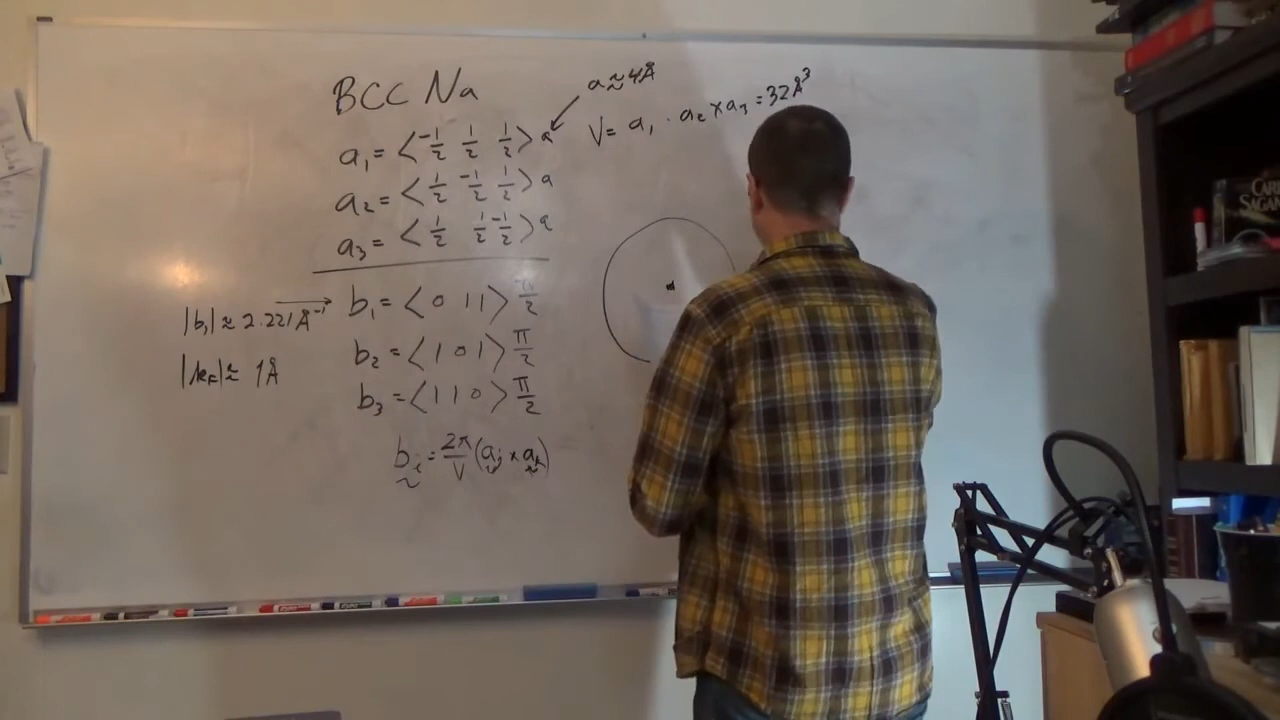 BCC Na
a≈4Å
V= a₁ · a₂ × a₃ = 32Å³
a₁ = <-1/2 1/2 1/2> a
a₂ = <1/2 -1/2 1/2> a
a₃ = <1/2 1/2 -1/2> a
|b₁| ≈ 2.221Å⁻¹ → b₁ = <0 1 1> π/2
b₂ = <1 0 1> π/2
|k_F| ≈ 1Å
b₃ = <1 1 0> π/2
b_i = 2π/V (a_j × a_k)
CARL
SAGAN